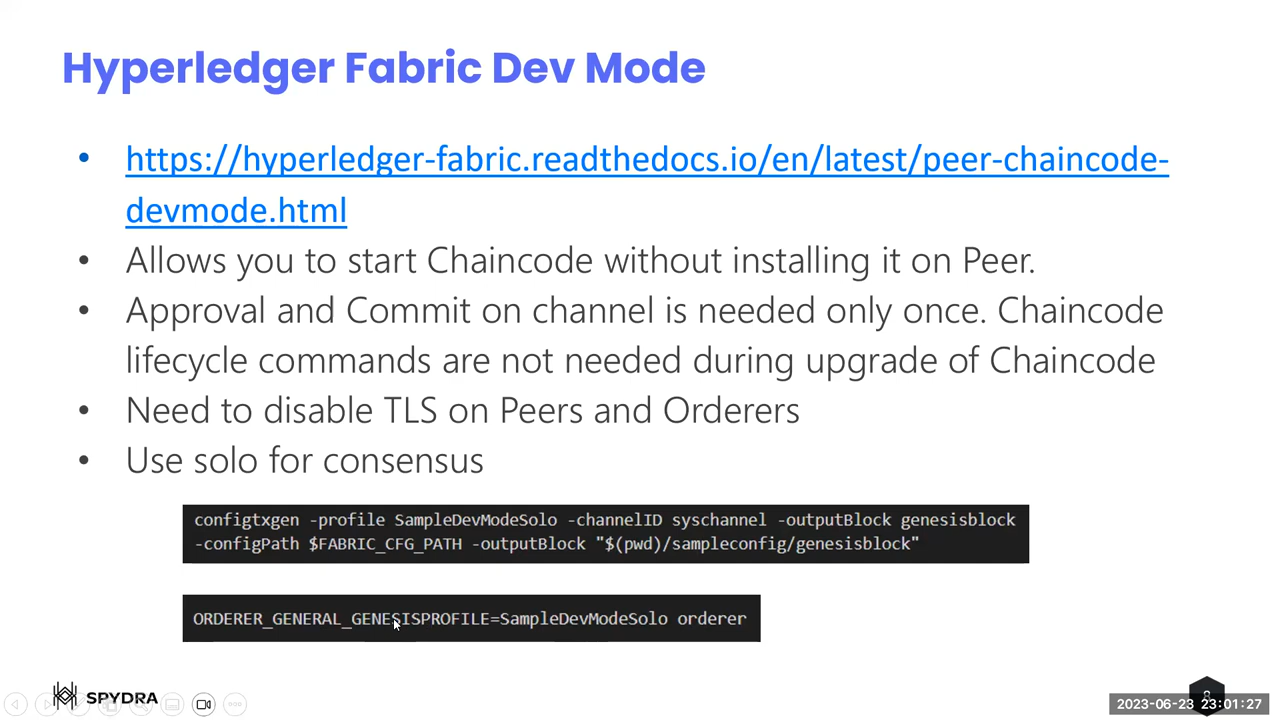 Hyperledger Fabric Dev Mode
• https://hyperledger-fabric.readthedocs.io/en/latest/peer-chaincode-
devmode.html
• Allows you to start Chaincode without installing it on Peer.
• Approval and Commit on channel is needed only once. Chaincode
lifecycle commands are not needed during upgrade of Chaincode
• Need to disable TLS on Peers and Orderers
• Use solo for consensus
configtxgen -profile SampleDevModeSolo -channelID syschannel -outputBlock genesisblock
-configPath $FABRIC_CFG_PATH -outputBlock "$(pwd)/sampleconfig/genesisblock"
ORDERER_GENERAL_GENESISPROFILE=SampleDevModeSolo orderer
SPYDRA
8
2023-06-23 23:01:27